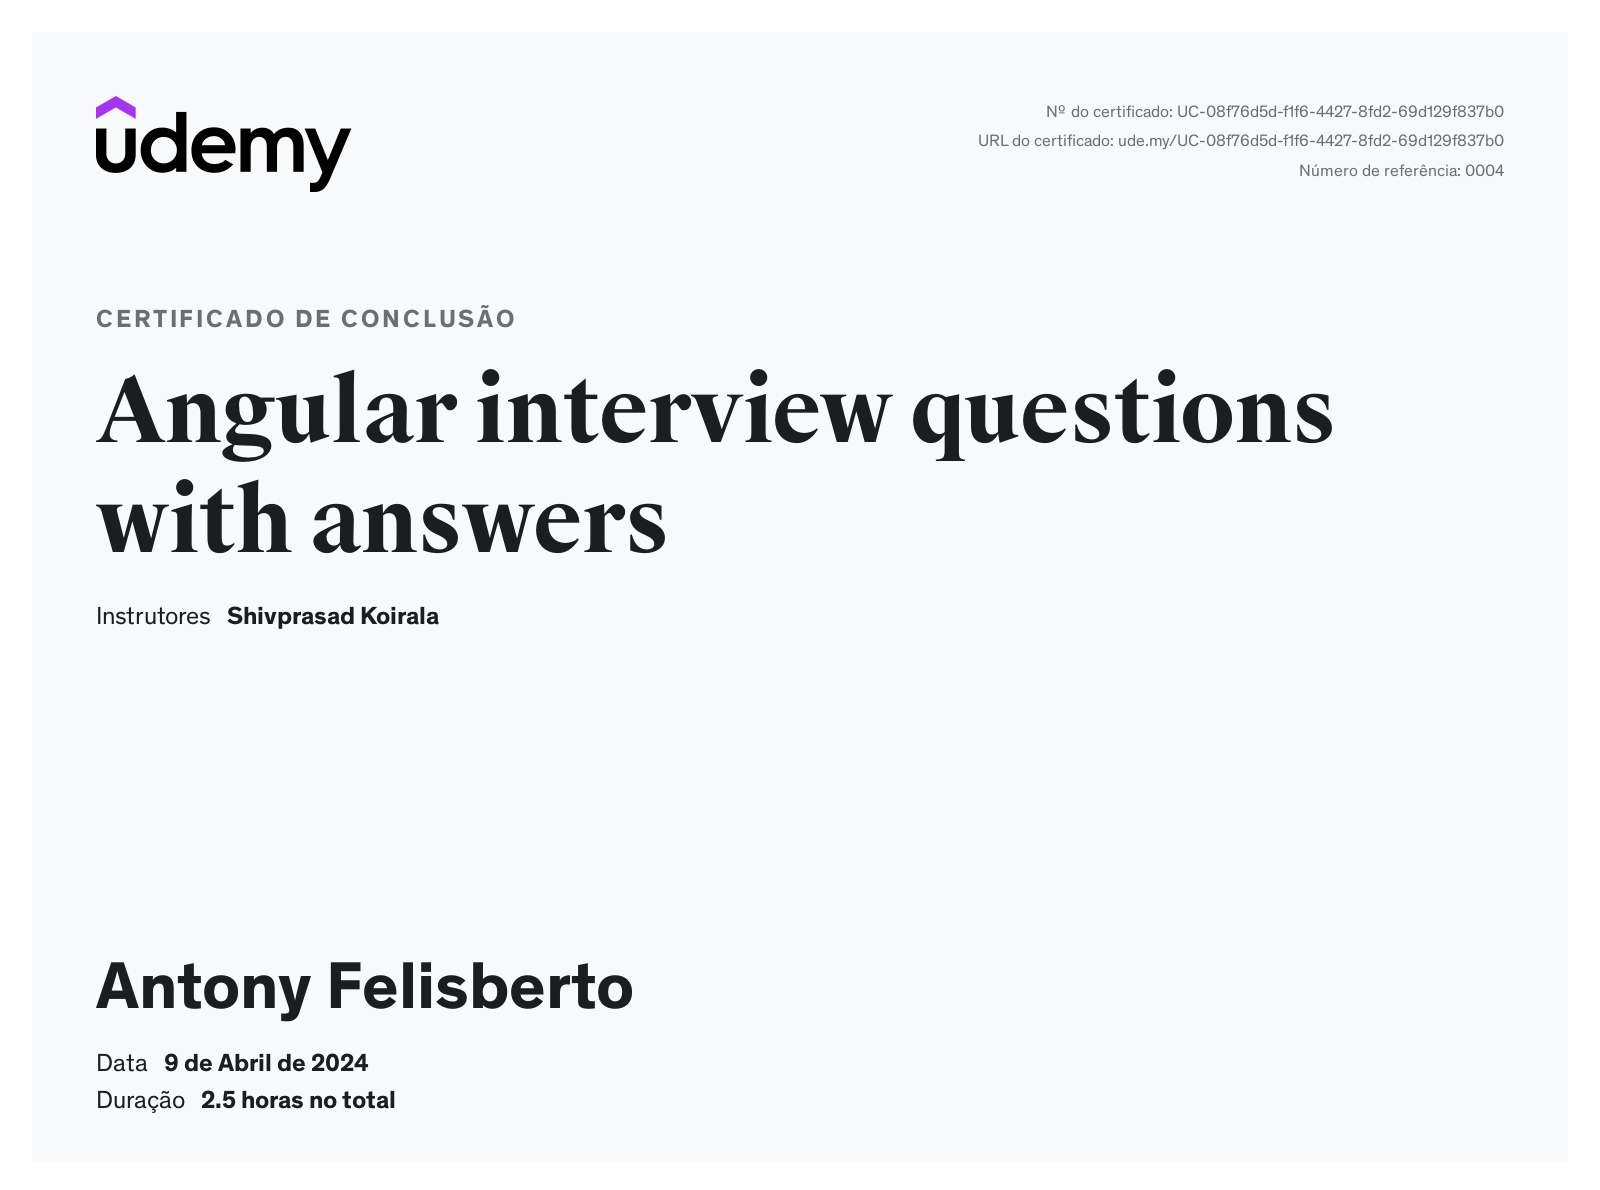 udemy
Nº do certificado: UC-08f76d5d-f1f6-4427-8fd2-69d129f837b0
URL do certificado: ude.my/UC-08f76d5d-f1f6-4427-8fd2-69d129f837b0
Número de referência: 0004
CERTIFICADO DE CONCLUSÃO
Angular interview questions
with answers
Instrutores Shivprasad Koirala
Antony Felisberto
Data 9 de Abril de 2024
Duração 2.5 horas no total